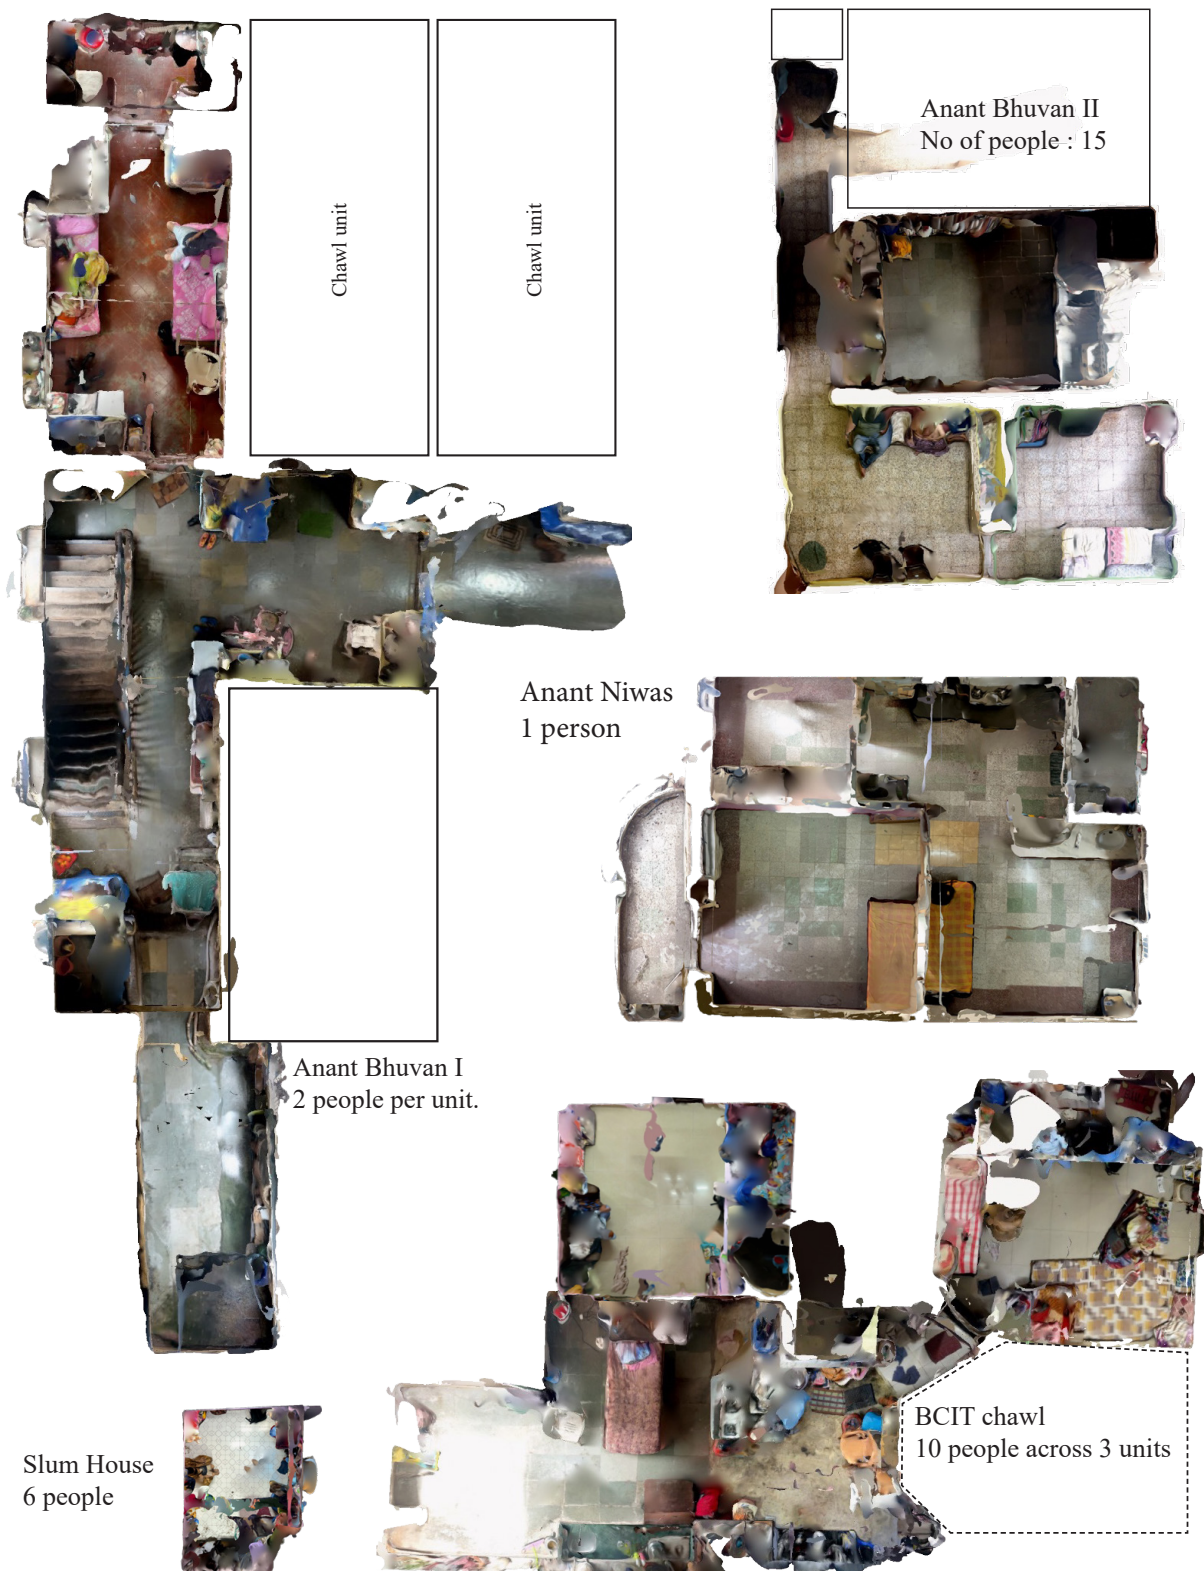 Chawl unit
Chawl unit
Anant Bhuvan II
No of people : 15
Anant Niwas
1 person
Anant Bhuvan I
2 people per unit.
Slum House
6 people
BCIT chawl
10 people across 3 units